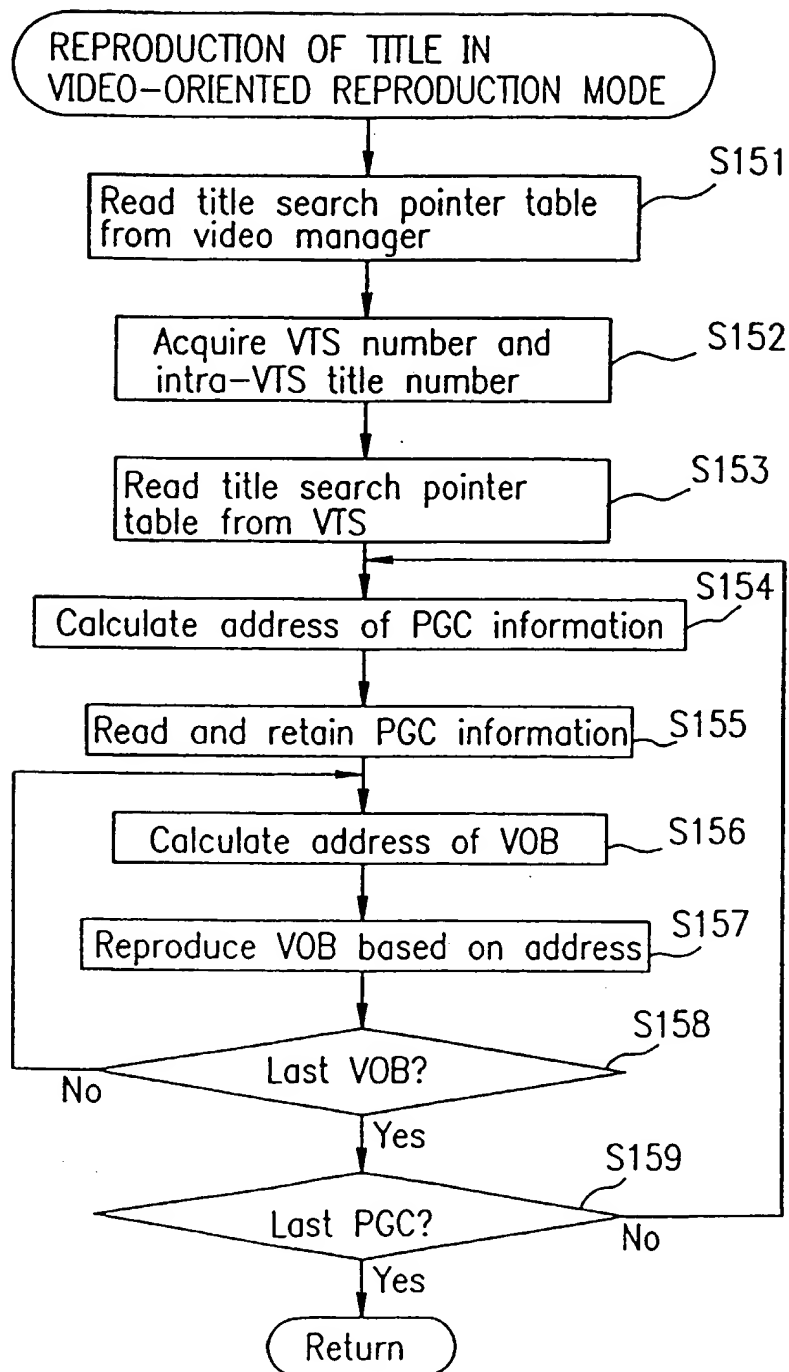 REPRODUCTION OF TITLE IN
VIDEO-ORIENTED REPRODUCTION MODE
S151
Read title search pointer table
from video manager
S152
Acquire VTS number and
intra-VTS title number
S153
Read title search pointer
table from VTS
S154
Calculate address of PGC information
Read and retain PGC information
S155
Calculate address of VOB
S156
Reproduce VOB based on address
S157
Last VOB?
S158
No
Yes
S159
Last PGC?
No
Yes
Return